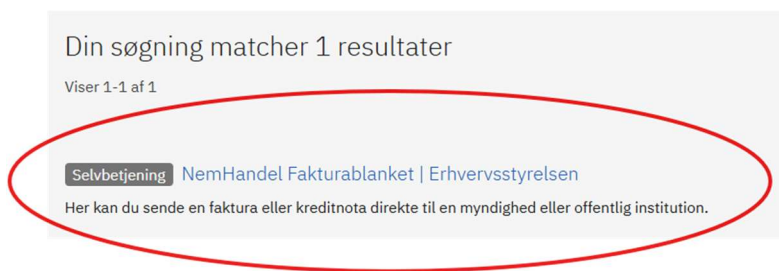 Din søgning matcher 1 resultater
Viser 1-1 af 1
Selvbetjening NemHandel Fakturablanket | Erhvervsstyrelsen
Her kan du sende en faktura eller kreditnota direkte til en myndighed eller offentlig institution.